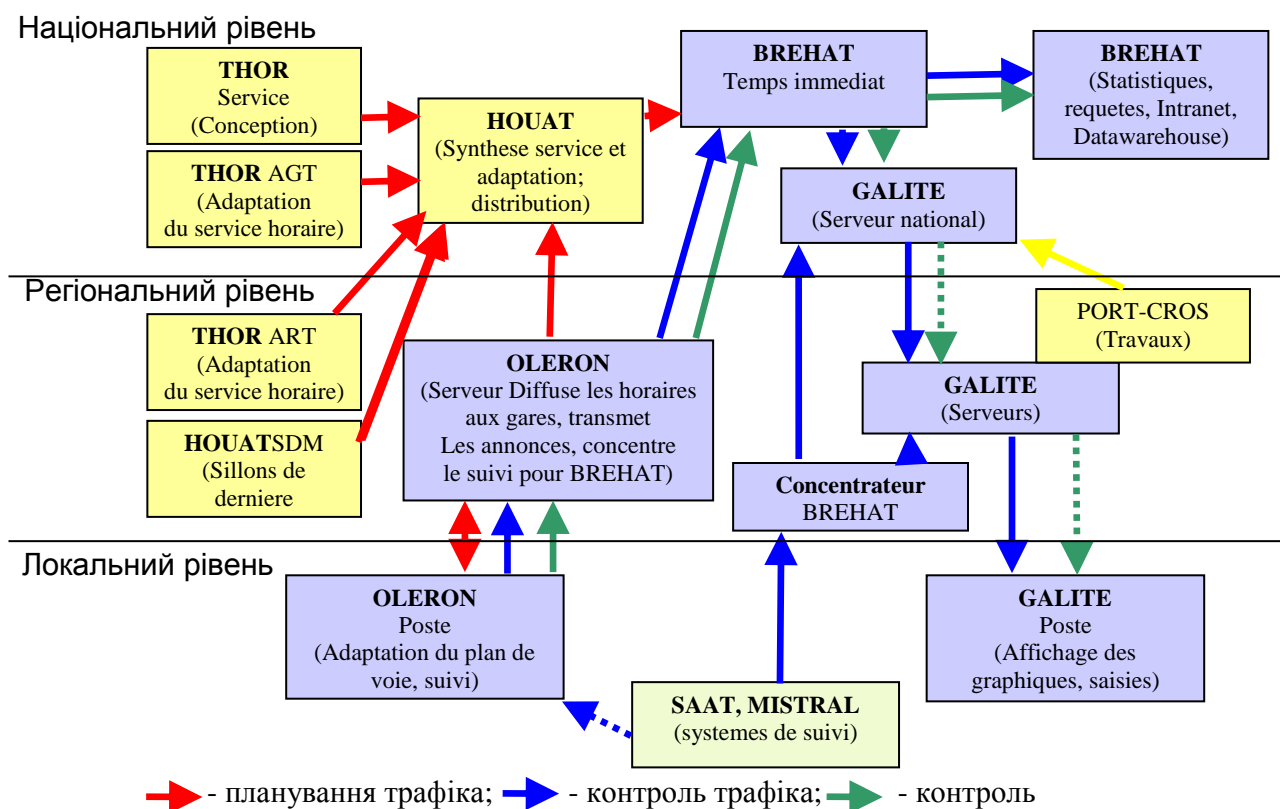 Національний рівень
THOR
Service
(Conception)
THOR AGT
(Adaptation
du service horaire)
HOUAT
(Synthese service et
adaptation;
distribution)
BREHAT
Temps immediat
BREHAT
(Statistiques,
requetes, Intranet,
Datawarehouse)
GALITE
(Serveur national)
Регіональний рівень
THOR ART
(Adaptation
du service horaire)
HOUATSDM
(Sillons de
derniere
OLERON
(Serveur Diffuse les horaires
aux gares, transmet
Les annonces, concentre
le suivi pour BREHAT)
PORT-CROS
(Travaux)
GALITE
(Serveurs)
Concentrateur
BREHAT
Локальний рівень
OLERON
Poste
(Adaptation du plan de
voie, suivi)
SAAT, MISTRAL
(systemes de suivi)
GALITE
Poste
(Affichage des
graphiques, saisies)
- планування трафіка; - контроль трафіка; - контроль